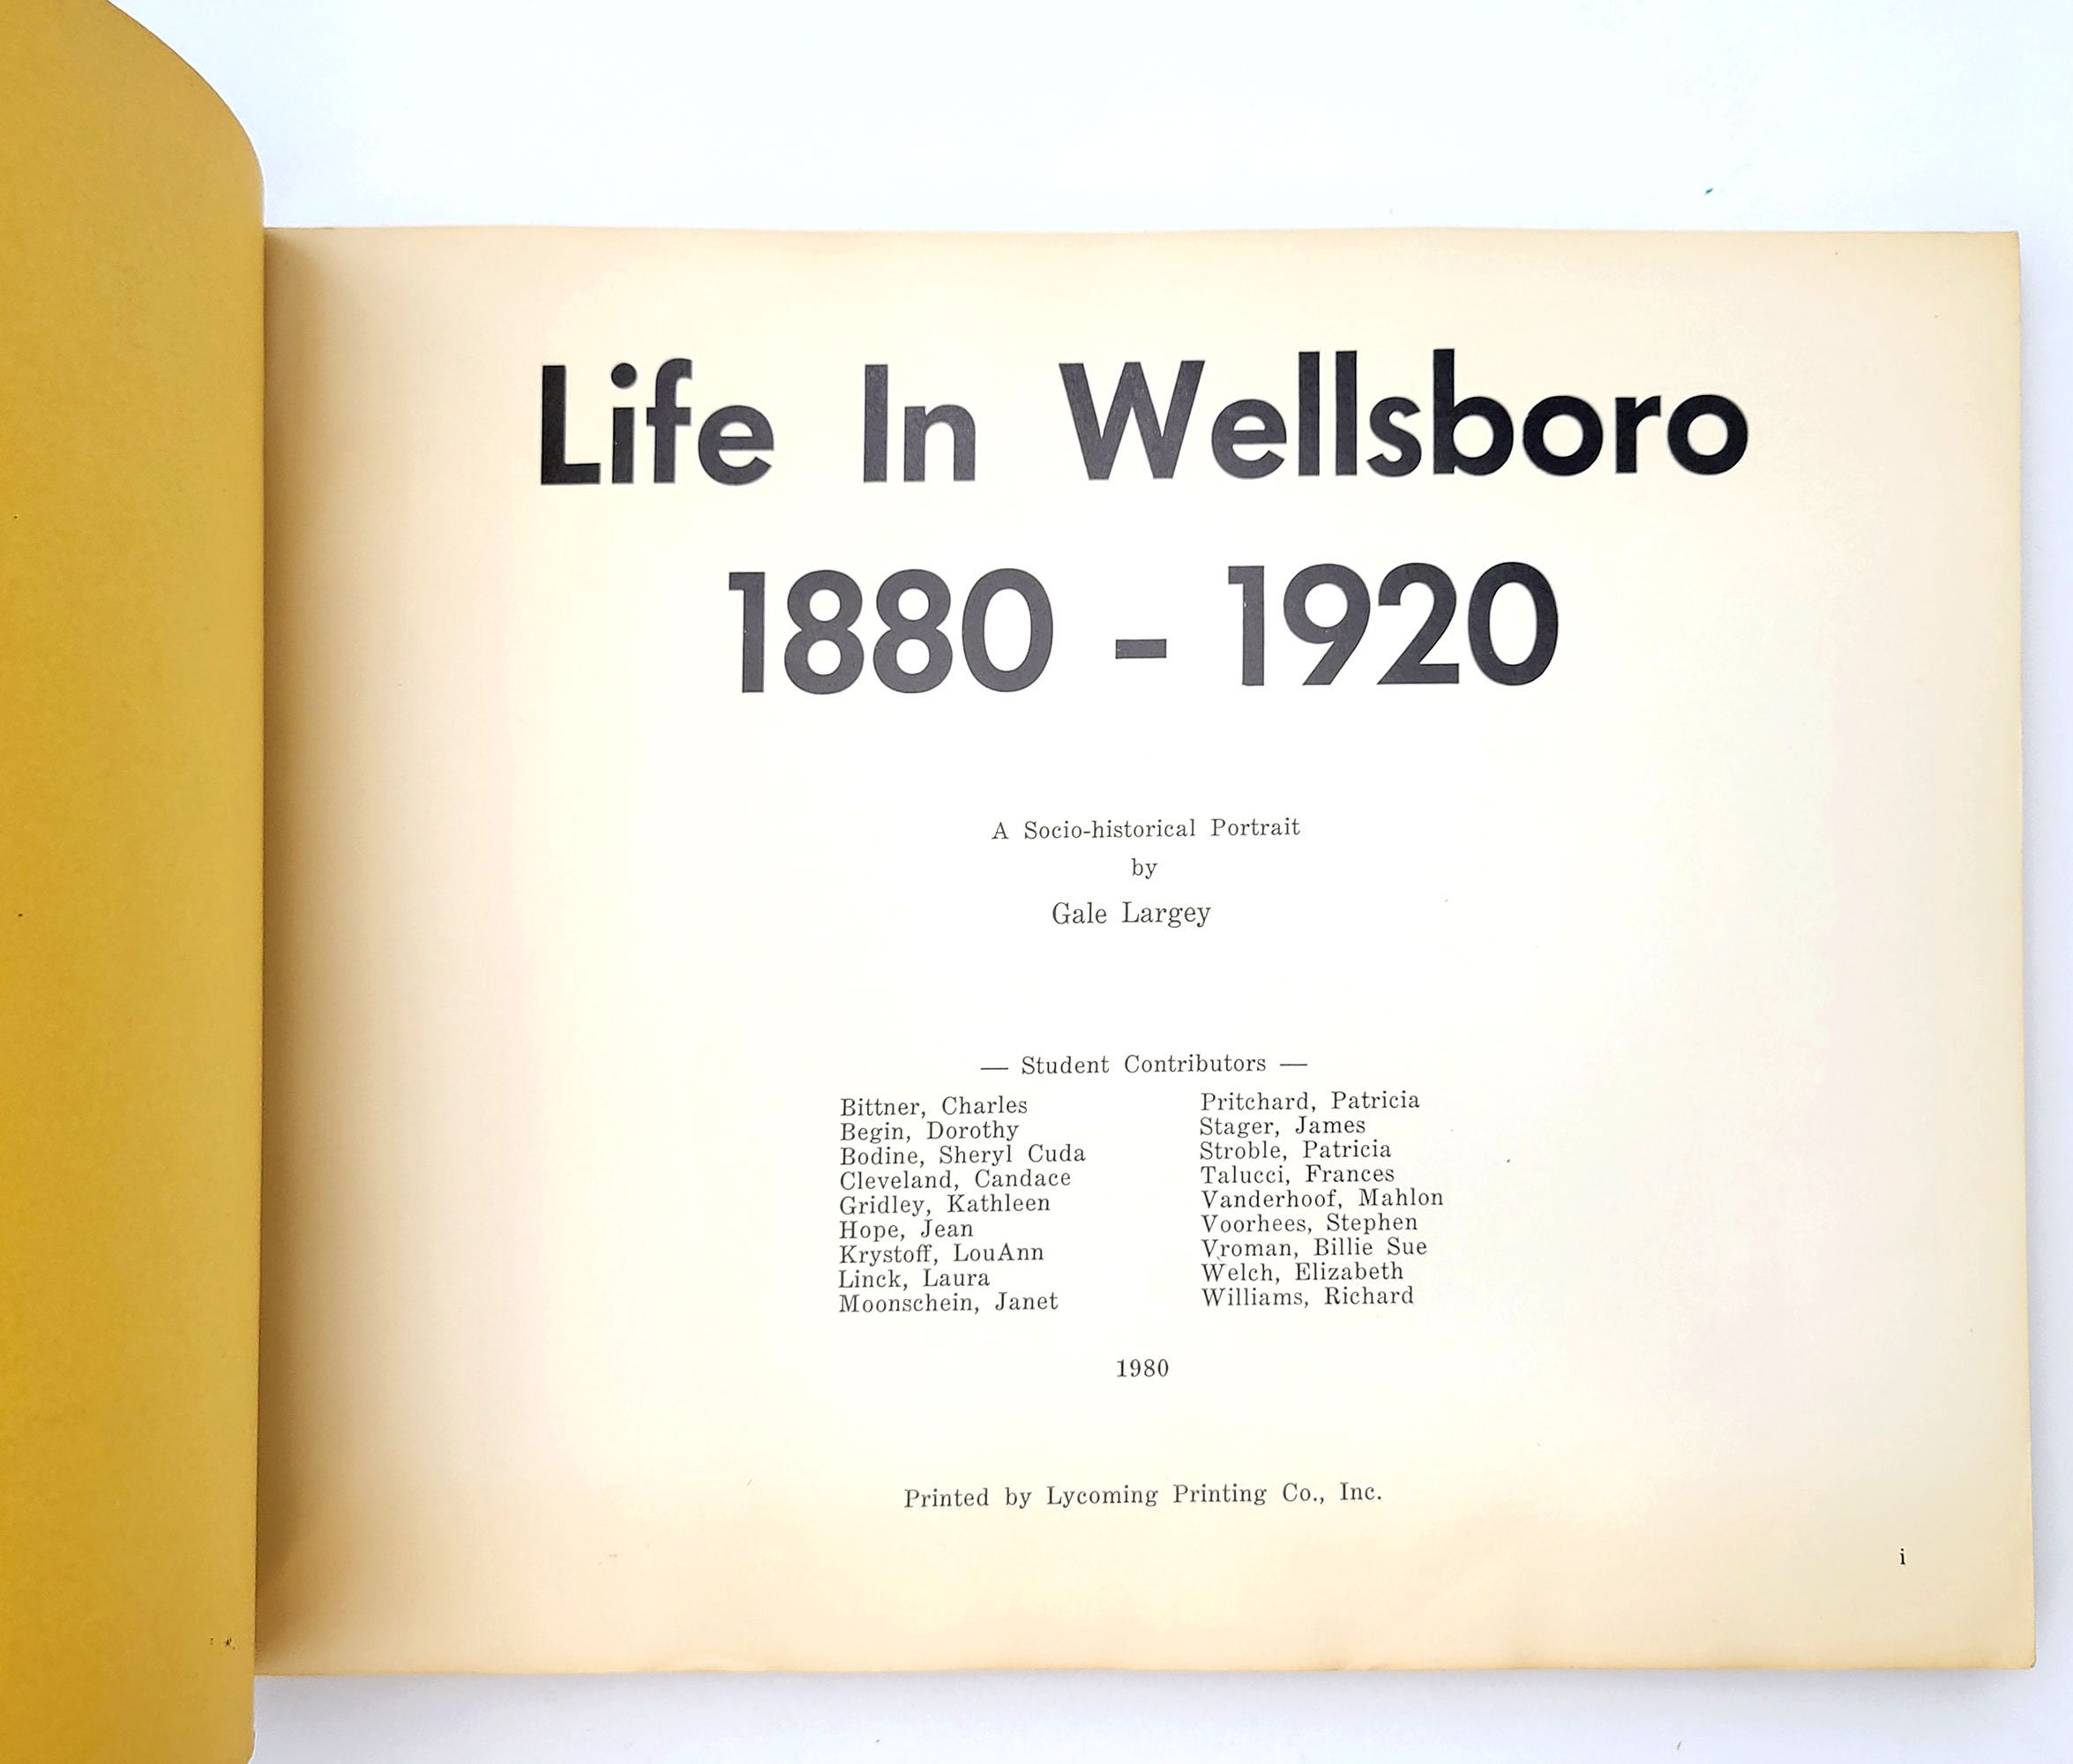 Life In Wellsboro
1880 - 1920
A Socio-historical Portrait
by
Gale Largey
— Student Contributors —
Bittner, Charles
Begin, Dorothy
Bodine, Sheryl Cuda
Cleveland, Candace
Gridley, Kathleen
Hope, Jean
Krystoff, LouAnn
Linck, Laura
Moonschein, Janet
Pritchard, Patricia
Stager, James
Stroble, Patricia
Talucci, Frances
Vanderhoof, Mahlon
Voorhees, Stephen
Vroman, Billie Sue
Welch, Elizabeth
Williams, Richard
1980
Printed by Lycoming Printing Co., Inc.
i